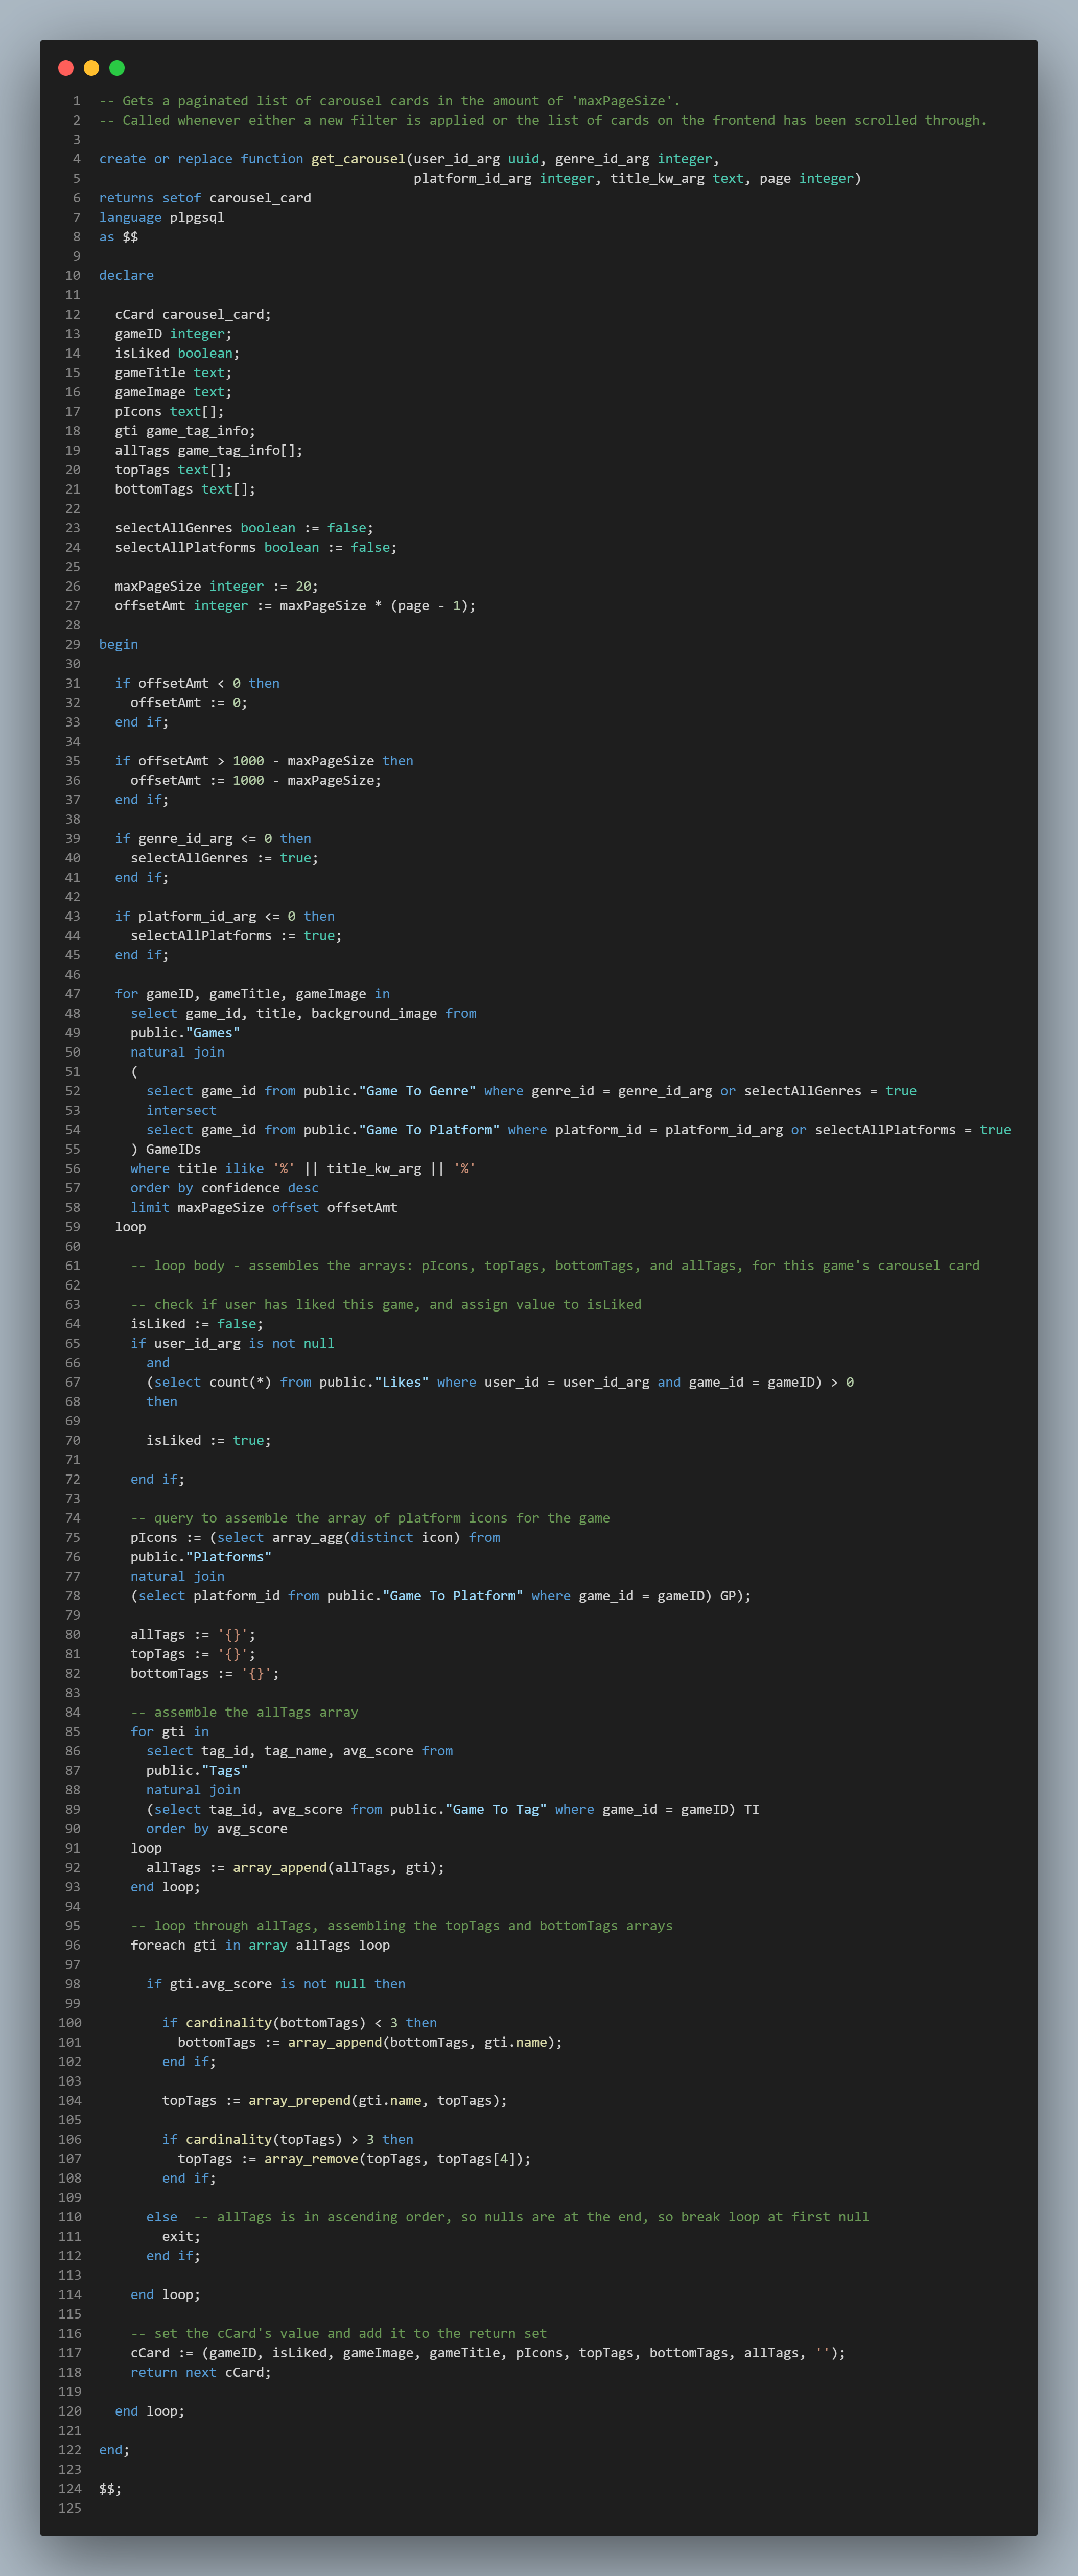 1 -- Gets a paginated list of carousel cards in the amount of 'maxPageSize'.
2 -- Called whenever either a new filter is applied or the list of cards on the frontend has been scrolled through.
3
4 create or replace function get_carousel(user_id_arg uuid, genre_id_arg integer,
5                                         platform_id_arg integer, title_kw_arg text, page integer)
6 returns setof carousel_card
7 language plpgsql
8 as $$
9
10 declare
11
12   cCard carousel_card;
13   gameID integer;
14   isLiked boolean;
15   gameTitle text;
16   gameImage text;
17   pIcons text[];
18   gti game_tag_info;
19   allTags game_tag_info[];
20   topTags text[];
21   bottomTags text[];
22
23   selectAllGenres boolean := false;
24   selectAllPlatforms boolean := false;
25
26   maxPageSize integer := 20;
27   offsetAmt integer := maxPageSize * (page - 1);
28
29 begin
30
31   if offsetAmt < 0 then
32     offsetAmt := 0;
33   end if;
34
35   if offsetAmt > 1000 - maxPageSize then
36     offsetAmt := 1000 - maxPageSize;
37   end if;
38
39   if genre_id_arg <= 0 then
40     selectAllGenres := true;
41   end if;
42
43   if platform_id_arg <= 0 then
44     selectAllPlatforms := true;
45   end if;
46
47   for gameID, gameTitle, gameImage in
48     select game_id, title, background_image from
49     public."Games"
50     natural join
51     (
52       select game_id from public."Game To Genre" where genre_id = genre_id_arg or selectAllGenres = true
53       intersect
54       select game_id from public."Game To Platform" where platform_id = platform_id_arg or selectAllPlatforms = true
55     ) GameIDs
56     where title ilike '%' || title_kw_arg || '%'
57     order by confidence desc
58     limit maxPageSize offset offsetAmt
59   loop
60
61     -- loop body - assembles the arrays: pIcons, topTags, bottomTags, and allTags, for this game's carousel card
62
63     -- check if user has liked this game, and assign value to isLiked
64     isLiked := false;
65     if user_id_arg is not null
66       and
67       (select count(*) from public."Likes" where user_id = user_id_arg and game_id = gameID) > 0
68       then
69
70       isLiked := true;
71
72     end if;
73
74     -- query to assemble the array of platform icons for the game
75     pIcons := (select array_agg(distinct icon) from
76     public."Platforms"
77     natural join
78     (select platform_id from public."Game To Platform" where game_id = gameID) GP);
79
80     allTags := '{}';
81     topTags := '{}';
82     bottomTags := '{}';
83
84     -- assemble the allTags array
85     for gti in
86       select tag_id, tag_name, avg_score from
87       public."Tags"
88       natural join
89       (select tag_id, avg_score from public."Game To Tag" where game_id = gameID) TI
90       order by avg_score
91     loop
92       allTags := array_append(allTags, gti);
93     end loop;
94
95     -- loop through allTags, assembling the topTags and bottomTags arrays
96     foreach gti in array allTags loop
97
98       if gti.avg_score is not null then
99
100         if cardinality(bottomTags) < 3 then
101           bottomTags := array_append(bottomTags, gti.name);
102         end if;
103
104         topTags := array_prepend(gti.name, topTags);
105
106         if cardinality(topTags) > 3 then
107           topTags := array_remove(topTags, topTags[4]);
108         end if;
109
110       else  -- allTags is in ascending order, so nulls are at the end, so break loop at first null
111         exit;
112       end if;
113
114     end loop;
115
116     -- set the cCard's value and add it to the return set
117     cCard := (gameID, isLiked, gameImage, gameTitle, pIcons, topTags, bottomTags, allTags, '');
118     return next cCard;
119
120   end loop;
121
122 end;
123
124 $$;
125